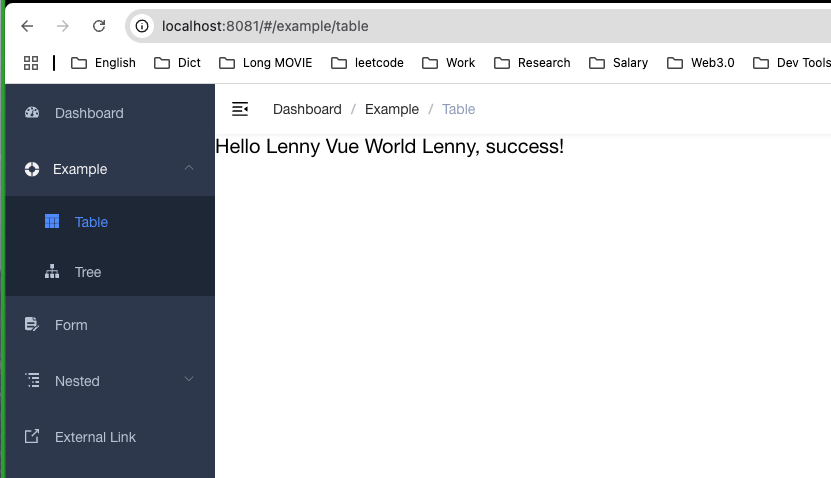 localhost:8081/#/example/table
English Dict Long MOVIE leetcode Work Research Salary Web3.0 Dev Tools
Dashboard
Example
Table
Tree
Form
Nested
External Link
Dashboard / Example / Table
Hello Lenny Vue World Lenny, success!